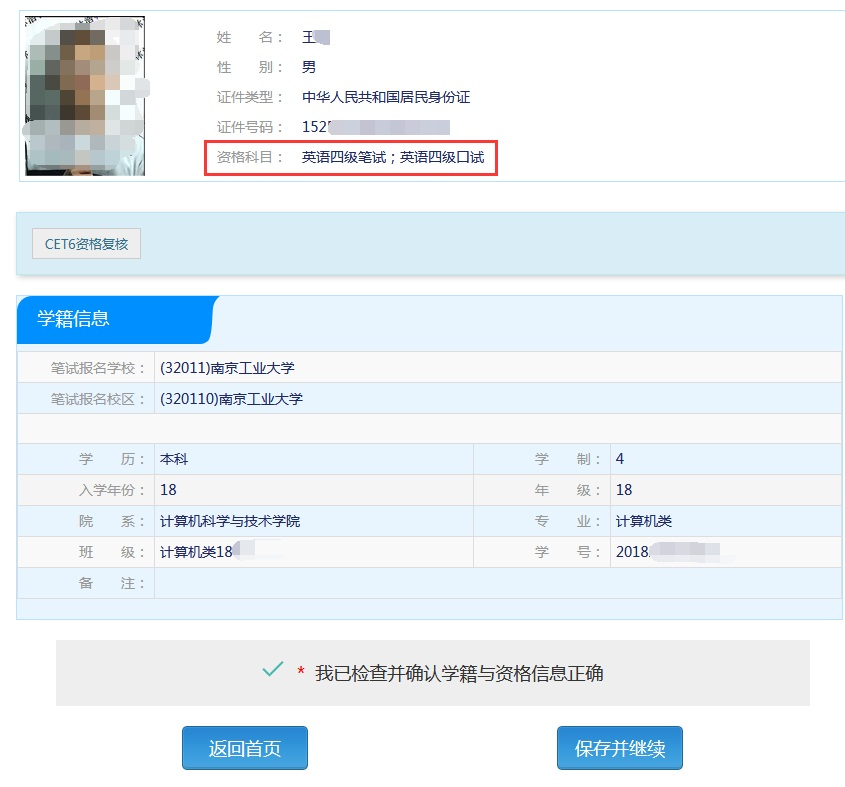 姓 名： 王
性 别： 男
证件类型： 中华人民共和国居民身份证
证件号码： 152
资格科目： 英语四级笔试；英语四级口试
CET6资格复核
学籍信息
笔试报名学校： (32011)南京工业大学
笔试报名校区： (320110)南京工业大学
学 历： 本科 学 制： 4
入学年份： 18 年 级： 18
院 系： 计算机科学与技术学院 专 业： 计算机类
班 级： 计算机类18 学 号： 2018
备 注：
* 我已检查并确认学籍与资格信息正确
返回首页 保存并继续